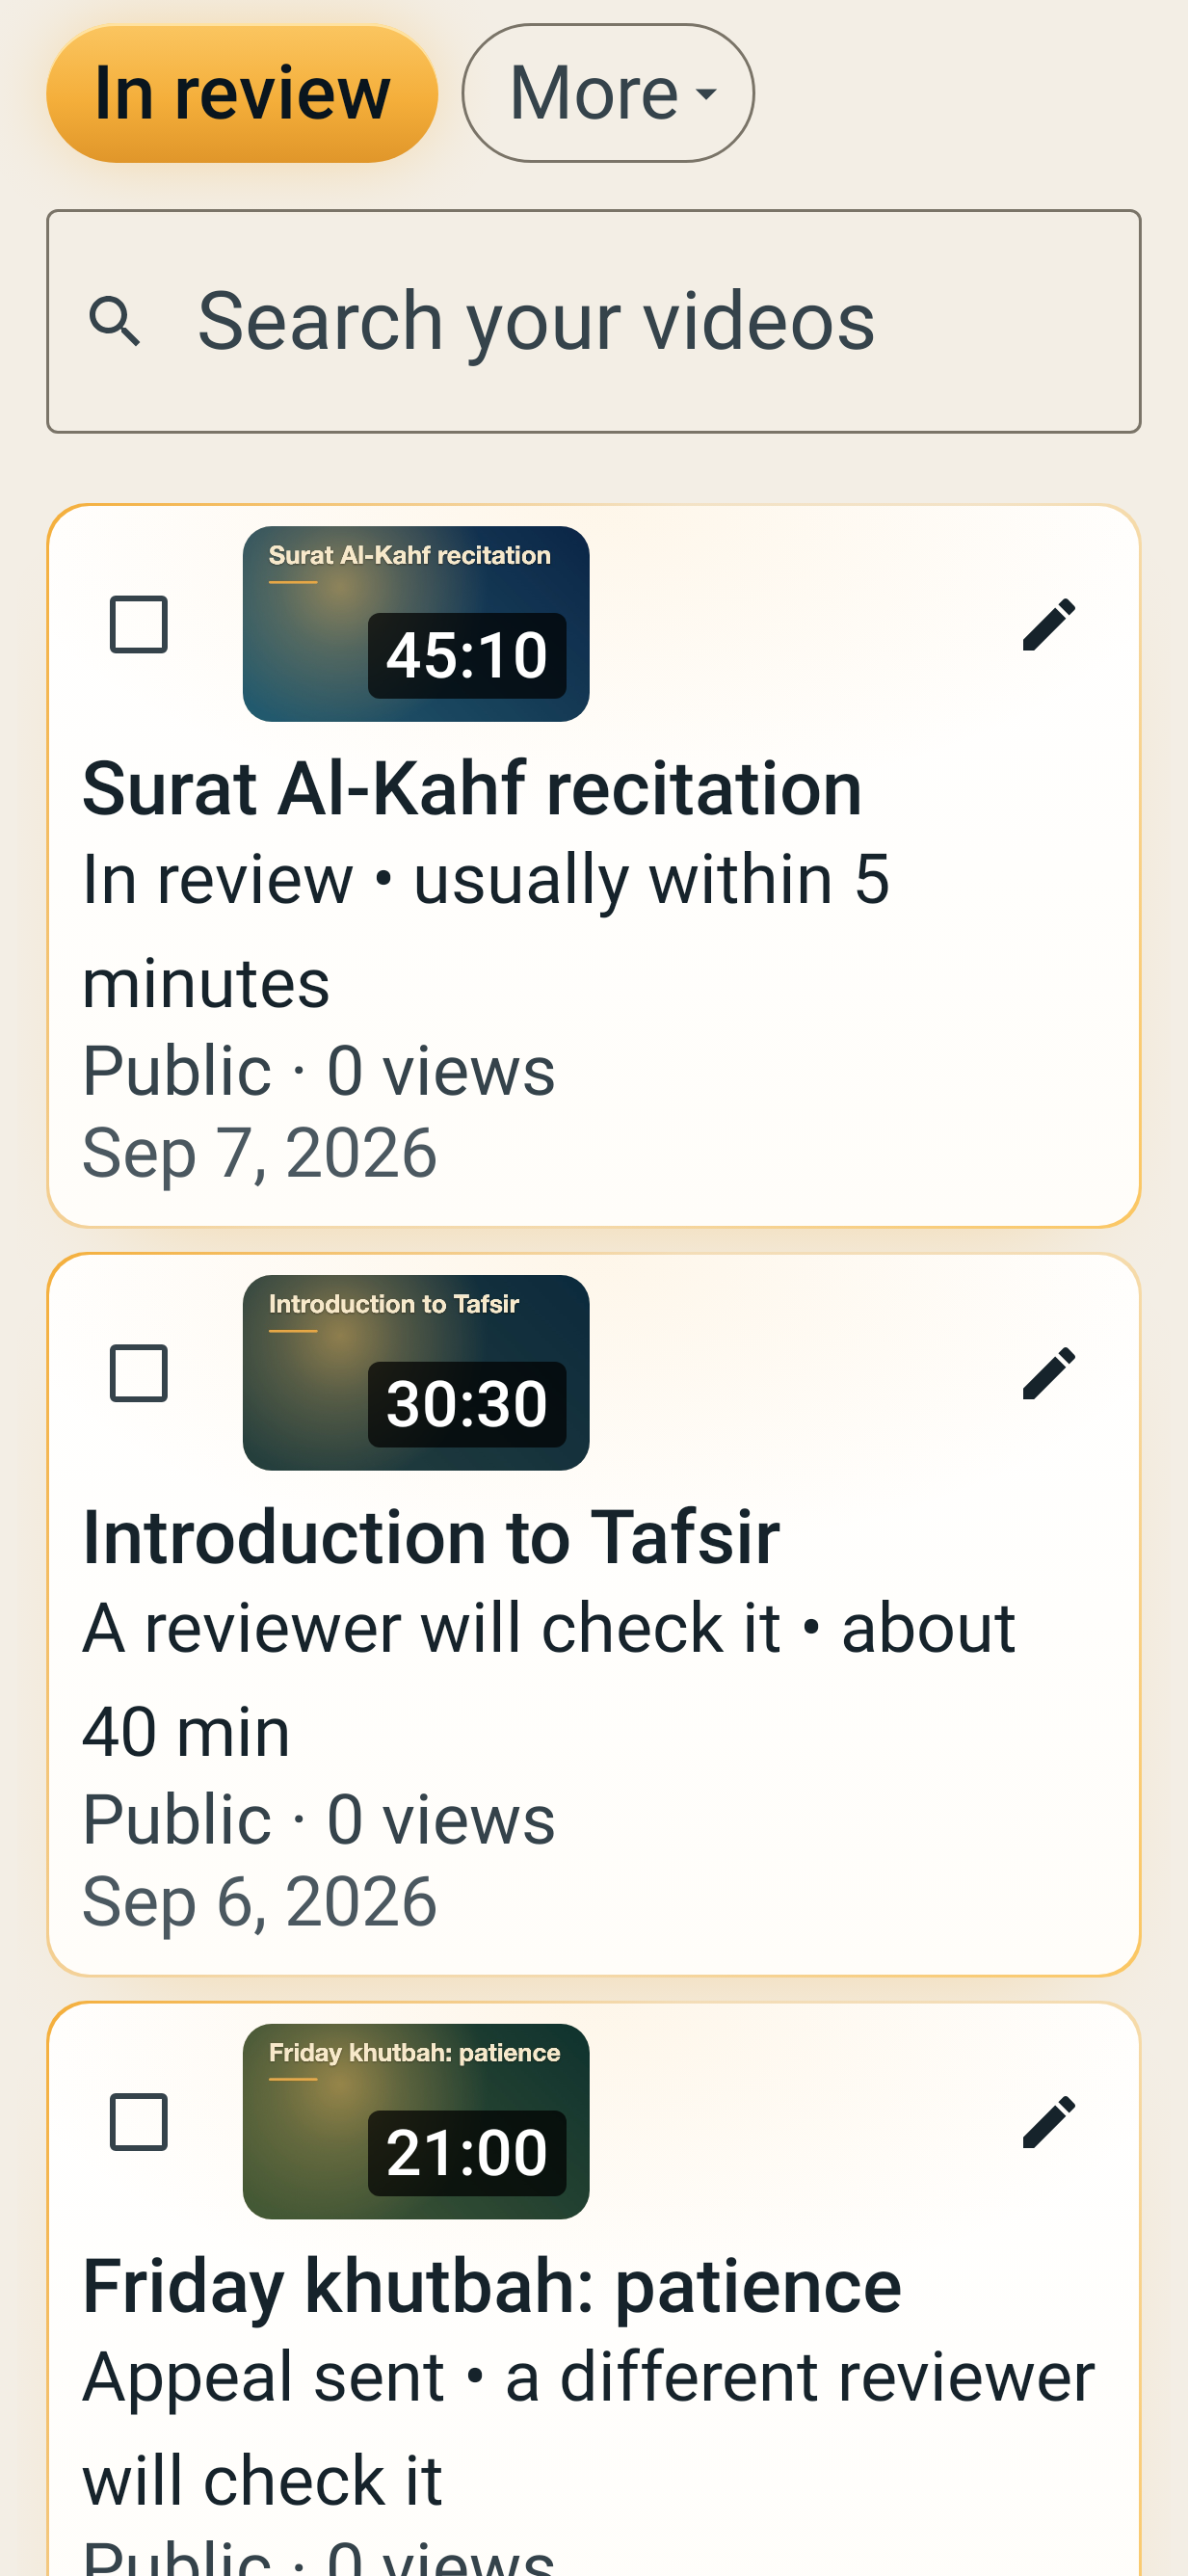 In review
More
Search your videos
Surat Al-Kahf recitation
45:10
Surat Al-Kahf recitation
In review • usually within 5
minutes
Public · 0 views
Sep 7, 2026
Introduction to Tafsir
30:30
Introduction to Tafsir
A reviewer will check it • about
40 min
Public · 0 views
Sep 6, 2026
Friday khutbah: patience
21:00
Friday khutbah: patience
Appeal sent • a different reviewer
will check it
Public · 0 views